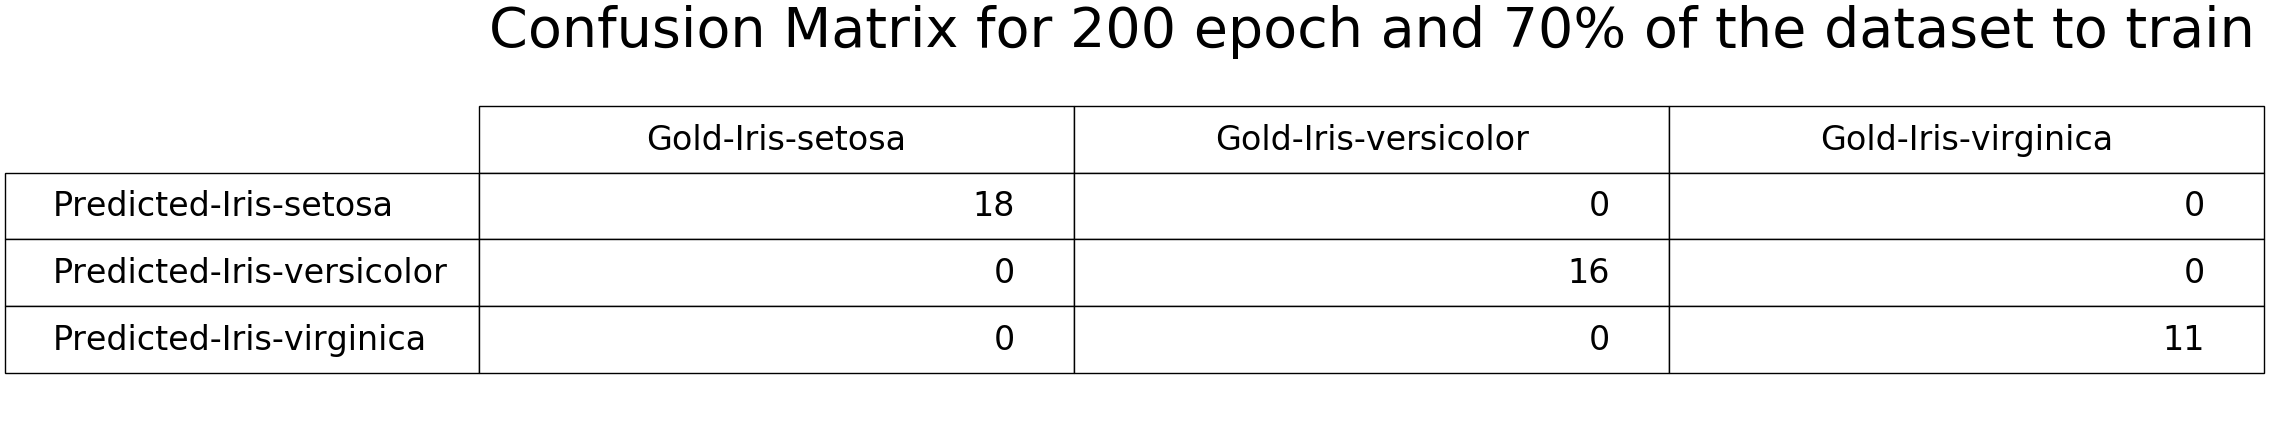 Confusion Matrix for 200 epoch and 70% of the dataset to train
Gold-Iris-setosa Gold-Iris-versicolor Gold-Iris-virginica
Predicted-Iris-setosa 18 0 0
Predicted-Iris-versicolor 0 16 0
Predicted-Iris-virginica 0 0 11